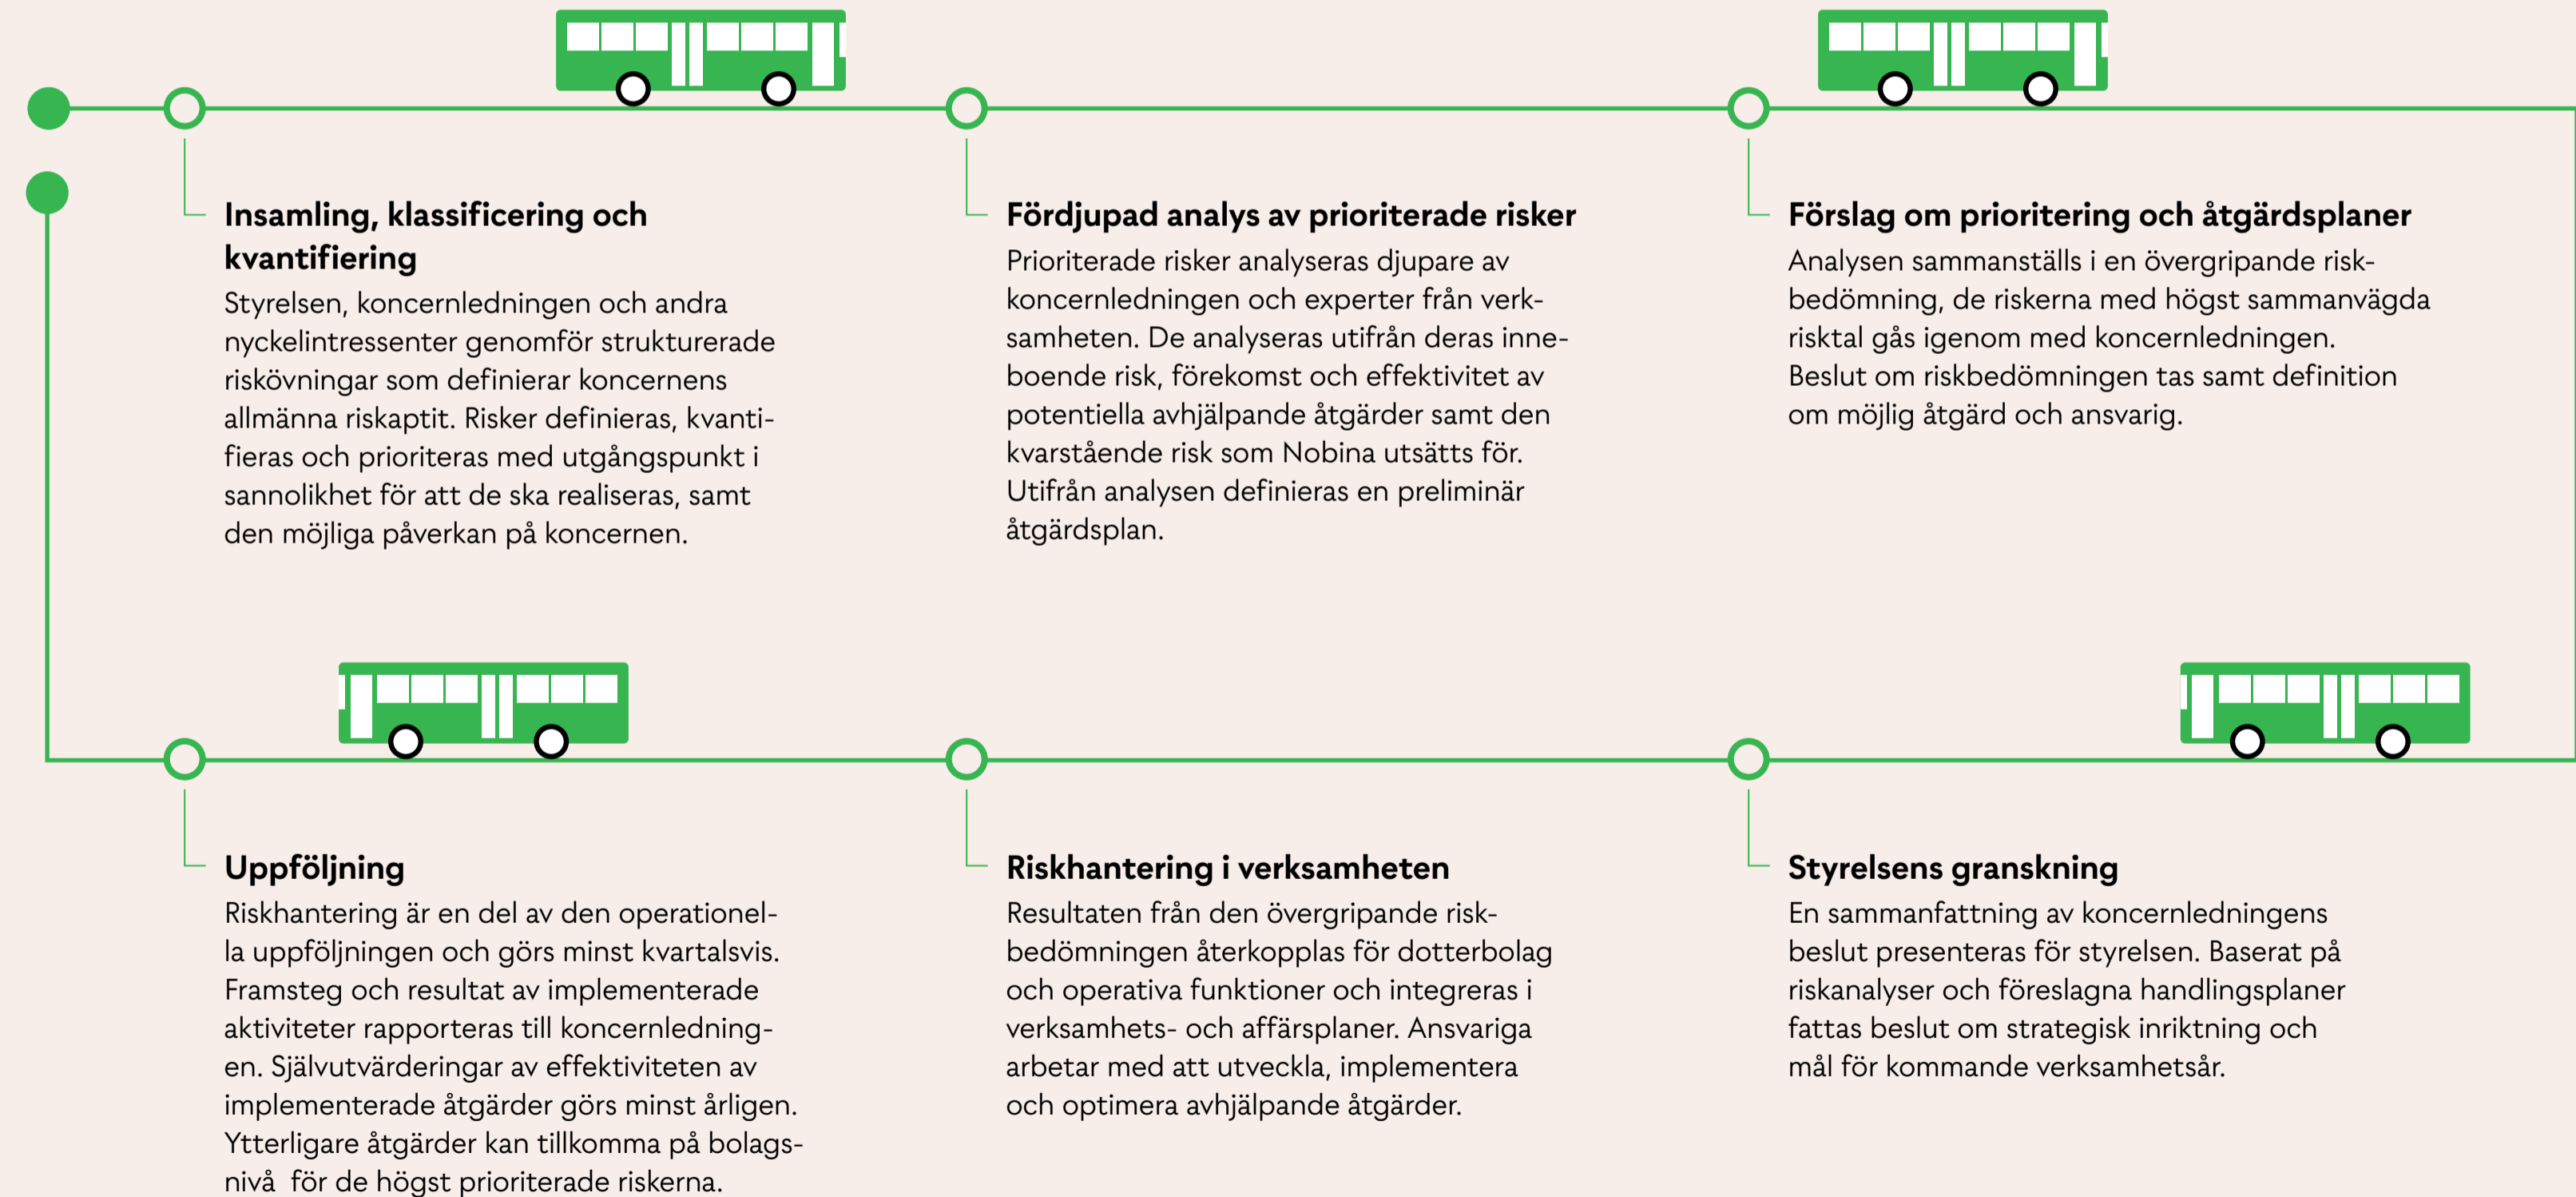 Insamling, klassificering och
kvantifiering
Styrelsen, koncernledningen och andra
nyckelintressenter genomför strukturerade
riskövningar som definierar koncernens
allmänna riskaptit. Risker definieras, kvanti-
fieras och prioriteras med utgångspunkt i
sannolikhet för att de ska realiseras, samt
den möjliga påverkan på koncernen.
Fördjupad analys av prioriterade risker
Prioriterade risker analyseras djupare av
koncernledningen och experter från verk-
samheten. De analyseras utifrån deras inne-
boende risk, förekomst och effektivitet av
potentiella avhjälpande åtgärder samt den
kvarstående risk som Nobina utsätts för.
Utifrån analysen definieras en preliminär
åtgärdsplan.
Förslag om prioritering och åtgärdsplaner
Analysen sammanställs i en övergripande risk-
bedömning, de riskerna med högst sammanvägda
risktal gås igenom med koncernledningen.
Beslut om riskbedömningen tas samt definition
om möjlig åtgärd och ansvarig.
Uppföljning
Riskhantering är en del av den operationel-
la uppföljningen och görs minst kvartalsvis.
Framsteg och resultat av implementerade
aktiviteter rapporteras till koncernledning-
en. Självutvärderingar av effektiviteten av
implementerade åtgärder görs minst årligen.
Ytterligare åtgärder kan tillkomma på bolags-
nivå  för de högst prioriterade riskerna.
Riskhantering i verksamheten
Resultaten från den övergripande risk-
bedömningen återkopplas för dotterbolag
och operativa funktioner och integreras i
verksamhets- och affärsplaner. Ansvariga
arbetar med att utveckla, implementera
och optimera avhjälpande åtgärder.
Styrelsens granskning
En sammanfattning av koncernledningens
beslut presenteras för styrelsen. Baserat på
riskanalyser och föreslagna handlingsplaner
fattas beslut om strategisk inriktning och
mål för kommande verksamhetsår.